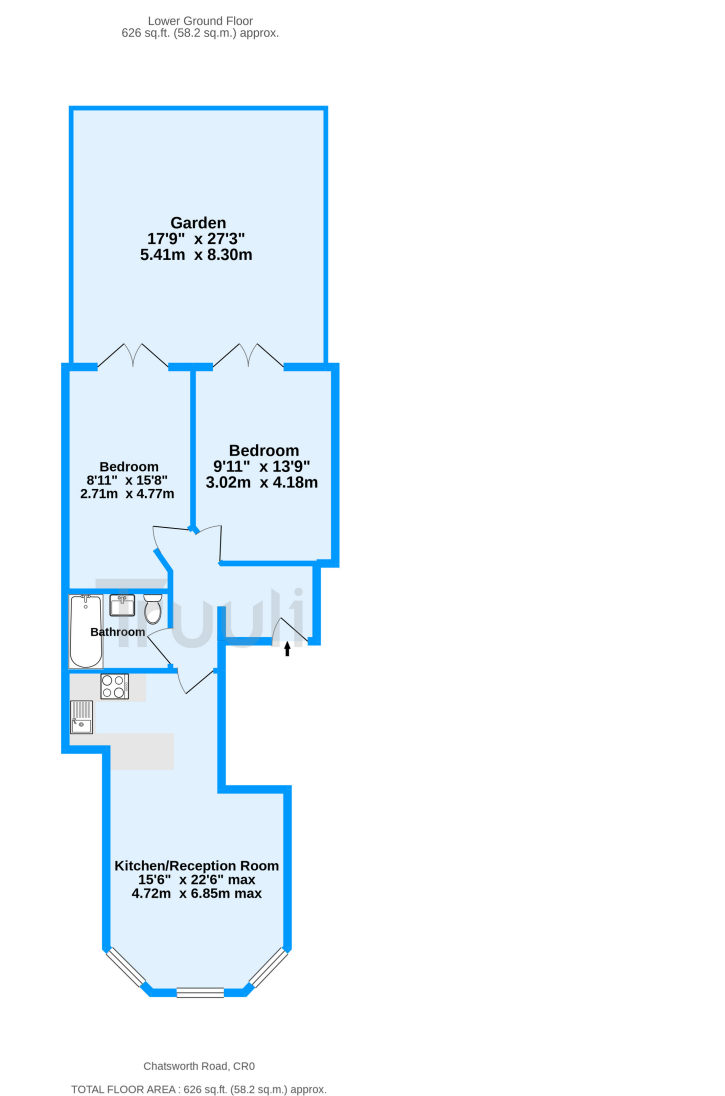 Lower Ground Floor
626 sq.ft. (58.2 sq.m.) approx.
Garden
17'9" x 27'3"
5.41m x 8.30m
Bedroom
8'11" x 15'8"
2.71m x 4.77m
Bedroom
9'11" x 13'9"
3.02m x 4.18m
Truuli
Bathroom
Kitchen/Reception Room
15'6" x 22'6" max
4.72m x 6.85m max
Chatsworth Road, CR0
TOTAL FLOOR AREA : 626 sq.ft. (58.2 sq.m.) approx.